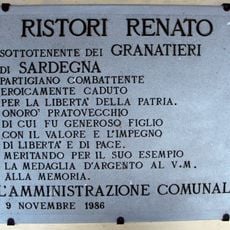 RISTORI RENATO
SOTTOTENENTE DEI GRANATIERI
DI SARDEGNA
PARTIGIANO COMBATTENTE
EROICAMENTE CADUTO
PER LA LIBERTA' DELLA PATRIA.
ONORO' PRATOVECCHIO
DI CUI FU GENEROSO FIGLIO
CON IL VALORE E L'IMPEGNO
DI LIBERTA' E DI PACE.
MERITANDO PER IL SUO ESEMPIO
LA MEDAGLIA D'ARGENTO AL V.M.
ALLA MEMORIA.
L'AMMINISTRAZIONE COMUNALE
9 NOVEMBRE 1986